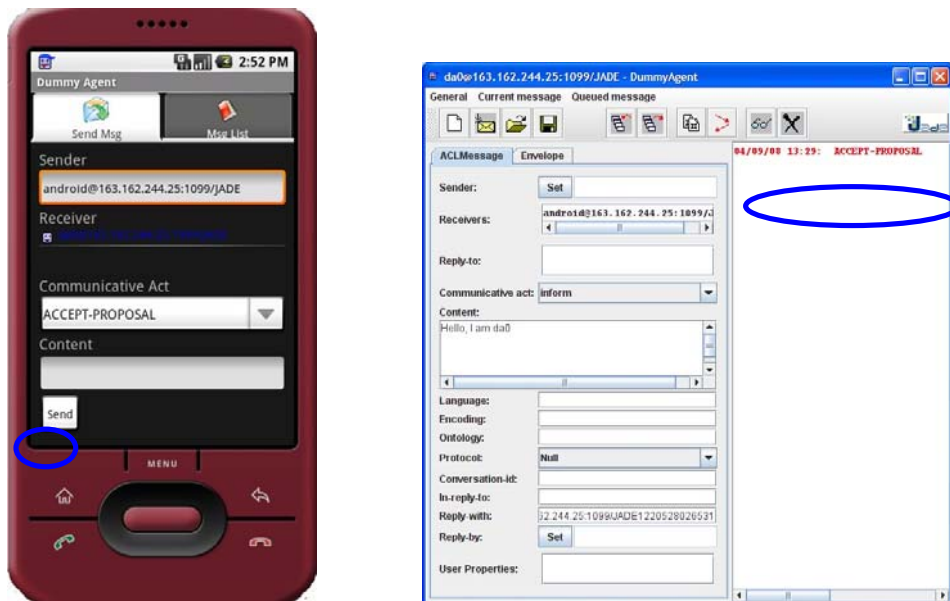 2:52 PM
Dummy Agent
Send Msg
Msg List
Sender
android@163.162.244.25:1099/JADE
Receiver
Communicative Act
ACCEPT-PROPOSAL
Content
Send
MENU
da0@163.162.244.25:1099/JADE - DummyAgent
General Current message Queued message
Jade
ACLMessage Envelope
Sender: Set
Receivers: android@163.162.244.25:1099/J
Reply-to:
Communicative act: inform
Content:
Hello, I am da0
Language:
Encoding:
Ontology:
Protocol: Null
Conversation-id:
In-reply-to:
Reply-with: 32.244.25:1099/JADE1220528026531
Reply-by: Set
User Properties:
04/09/08 13:29: ACCEPT-PROPOSAL